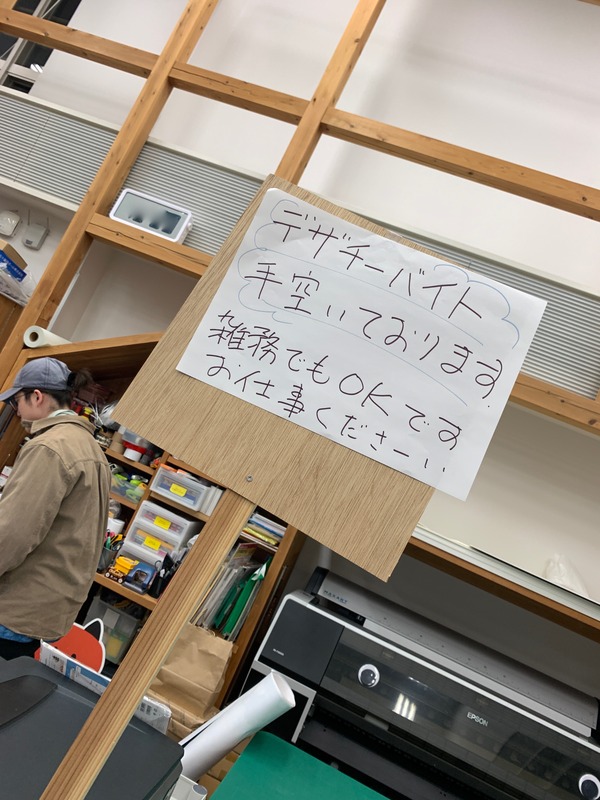 デザチーバイト
手空いております
雑務でもOKです
お仕事くださーい
EPSON